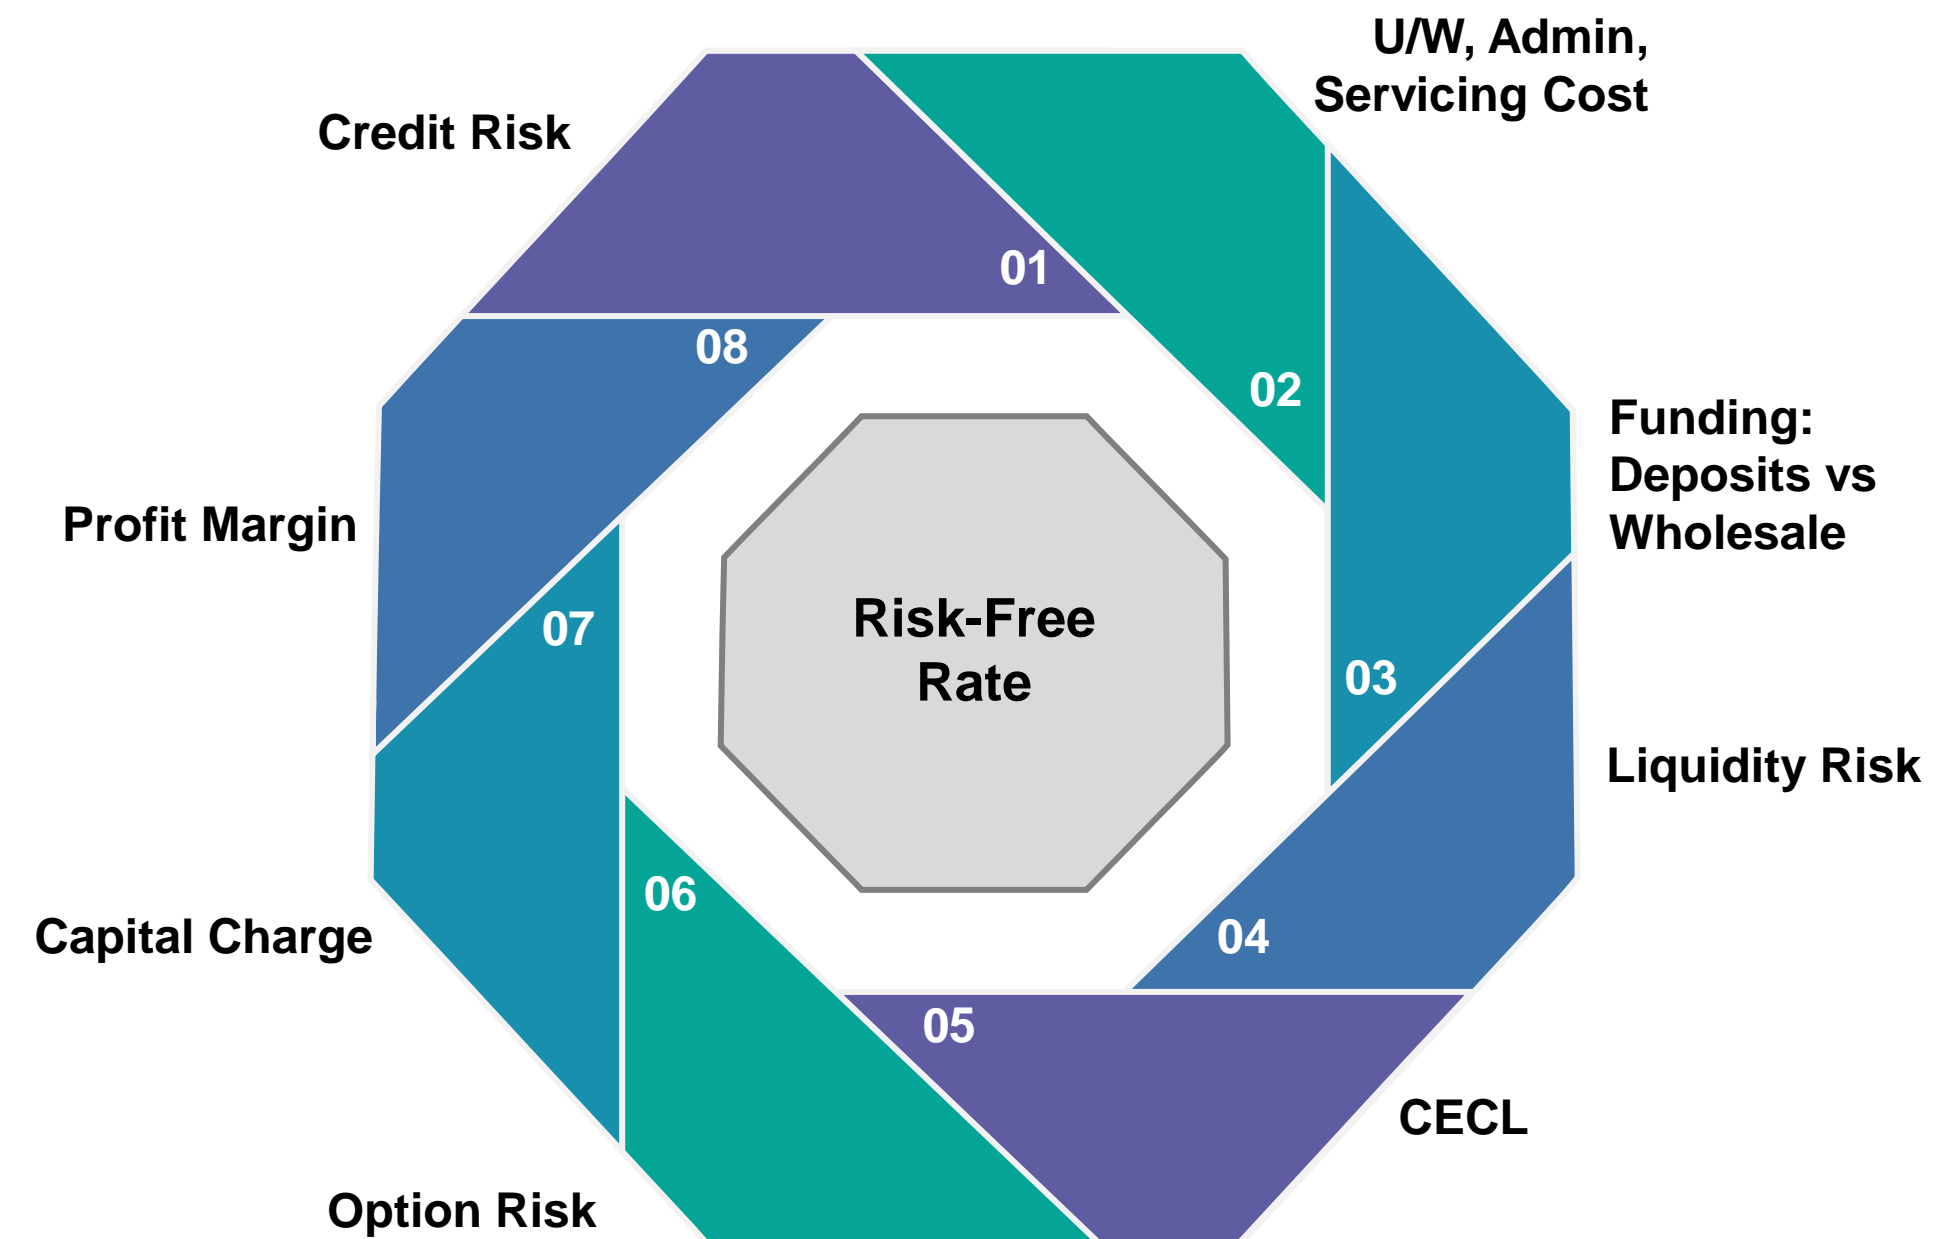 Credit Risk
01
U/W, Admin,
Servicing Cost
02
Funding:
Deposits vs
Wholesale
03
Liquidity Risk
04
CECL
05
Option Risk
06
Capital Charge
07
Profit Margin
08
Risk-Free
Rate